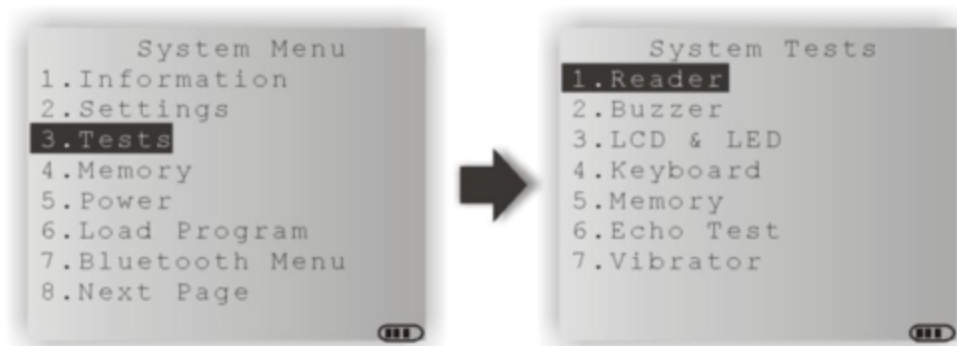 System Menu
1.Information
2.Settings
3.Tests
4.Memory
5.Power
6.Load Program
7.Bluetooth Menu
8.Next Page
System Tests
1.Reader
2.Buzzer
3.LCD & LED
4.Keyboard
5.Memory
6.Echo Test
7.Vibrator